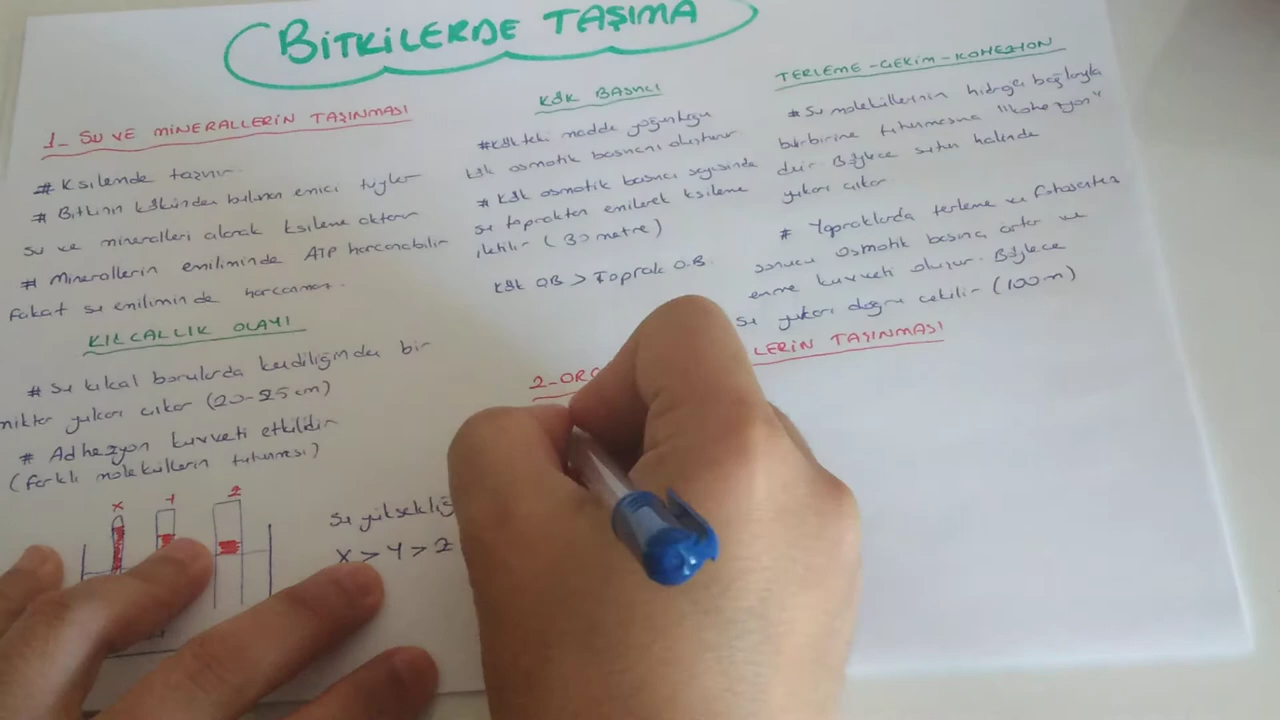 BİTKİLERDE TAŞIMA
1- SU VE MİNERALLERİN TAŞINMASI
# Ksilemde taşınır.
# Bitkinin kökünden bulunan emici tüyler
su ve mineralleri alarak ksileme aktarır
# Minerallerin emiliminde ATP harcanabilir
fakat su emiliminde harcanmaz.
KILCALLIK OLAYI
# Su kılcal borularda kendiliğinden bir
miktar yukarı çıkar (20-25 cm)
# Adhezyon kuvveti etkilidir
(farklı moleküllerin tutunması)
X
Y
Z
Su yüksekliğ
X > Y > Z
KÖK BASINCI
# Kökteki madde yoğunluğu
kök osmotik basıncını oluşturur
# Kök osmotik basıncı sayesinde
su topraktan emilerek ksileme
iletilir (30 metre)
Kök O.B > Toprak O.B.
TERLEME-ÇEKİM-KOHEZYON
# Su moleküllerinin hidrojen bağlarıyla
birbirine tutunmasına "kohezyon"
denir. Böylece sütun halinde
yukarı çıkar.
# Yapraklarda terleme ve fotosentez
sonucu osmotik basınç artar ve
emme kuvveti oluşur. Böylece
su yukarı doğru çekilir (100m)
2-ORG
LERİN TAŞINMASI